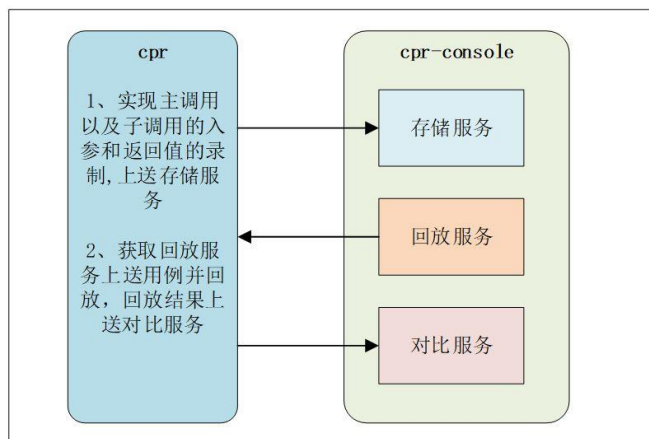 cpr
1、实现主调用
以及子调用的入
参和返回值的录
制,上送存储服
务
2、获取回放服
务上送用例并回
放，回放结果上
送对比服务
cpr-console
存储服务
回放服务
对比服务